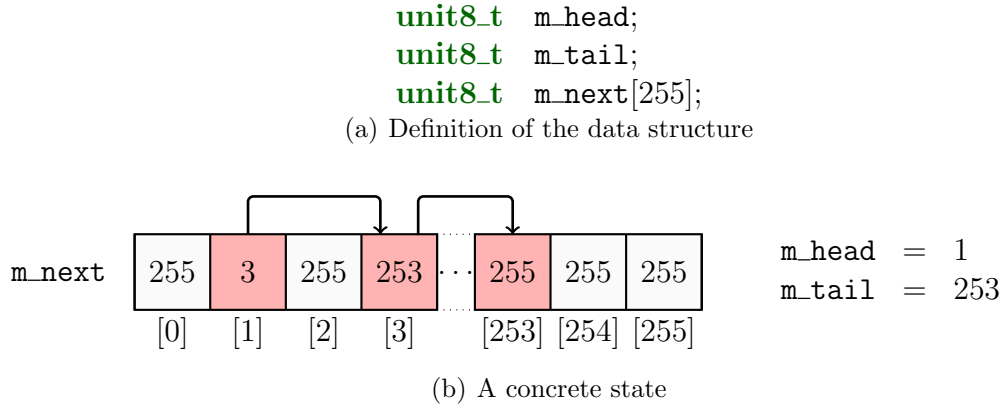 unit8_t m_head;
unit8_t m_tail;
unit8_t m_next[255];
(a) Definition of the data structure
m_next 255 3 255 253 ... 255 255 255
[0] [1] [2] [3] [253] [254] [255]
m_head = 1
m_tail = 253
(b) A concrete state